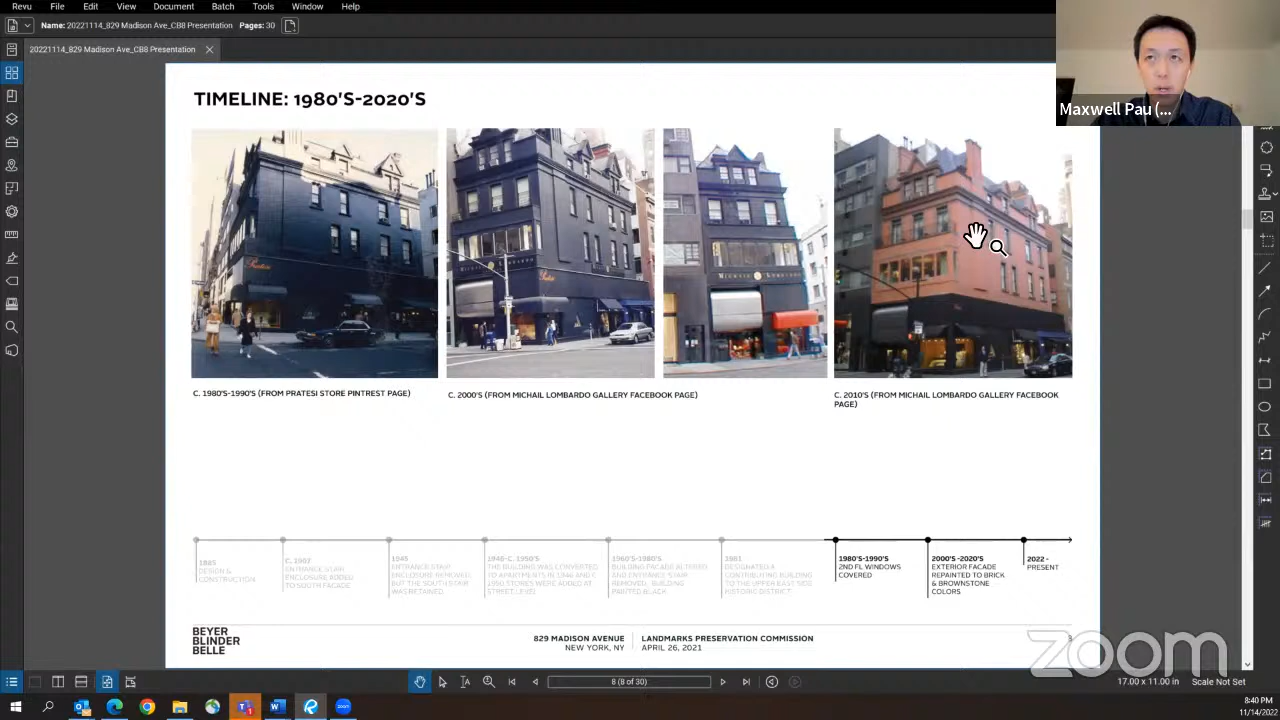 Revu File Edit View Document Batch Tools Window Help
Name: 20221114_829 Madison Ave_CB8 Presentation Pages: 30
20221114_829 Madison Ave_CB8 Presentation
Maxwell Pau (...
TIMELINE: 1980'S-2020'S
C. 1980'S-1990'S (FROM PRATESI STORE PINTREST PAGE)
C. 2000'S (FROM MICHAIL LOMBARDO GALLERY FACEBOOK PAGE)
C. 2010'S (FROM MICHAIL LOMBARDO GALLERY FACEBOOK
PAGE)
1885
DESIGN &
CONSTRUCTION
C. 1907
ENTRANCE STAIR
ENCLOSURE ADDED
TO SOUTH FACADE
1945
ENTRANCE STAIR
ENCLOSURE REMOVED,
BUT THE SOUTH STAIR
WAS RETAINED
1946-C. 1950'S
THE BUILDING WAS CONVERTED
TO APARTMENTS IN 1946 AND C
1950 STORES WERE ADDED AT
STREET LEVEL
1960'S-1980'S
BUILDING FACADE ALTERED
AND ENTRANCE STAIR
REMOVED. BUILDING
PAINTED BLACK
1981
DESIGNATED A
CONTRIBUTING BUILDING
TO THE UPPER EAST SIDE
HISTORIC DISTRICT
1980'S-1990'S
2ND FL WINDOWS
COVERED
2000'S -2020'S
EXTERIOR FACADE
REPAINTED TO BRICK
& BROWNSTONE
COLORS
2022 -
PRESENT
BEYER
BLINDER
BELLE
829 MADISON AVENUE
NEW YORK, NY
LANDMARKS PRESERVATION COMMISSION
APRIL 26, 2021
8
zoom
8 (8 of 30)
17.00 x 11.00 in Scale Not Set
8:40 PM
11/14/2022